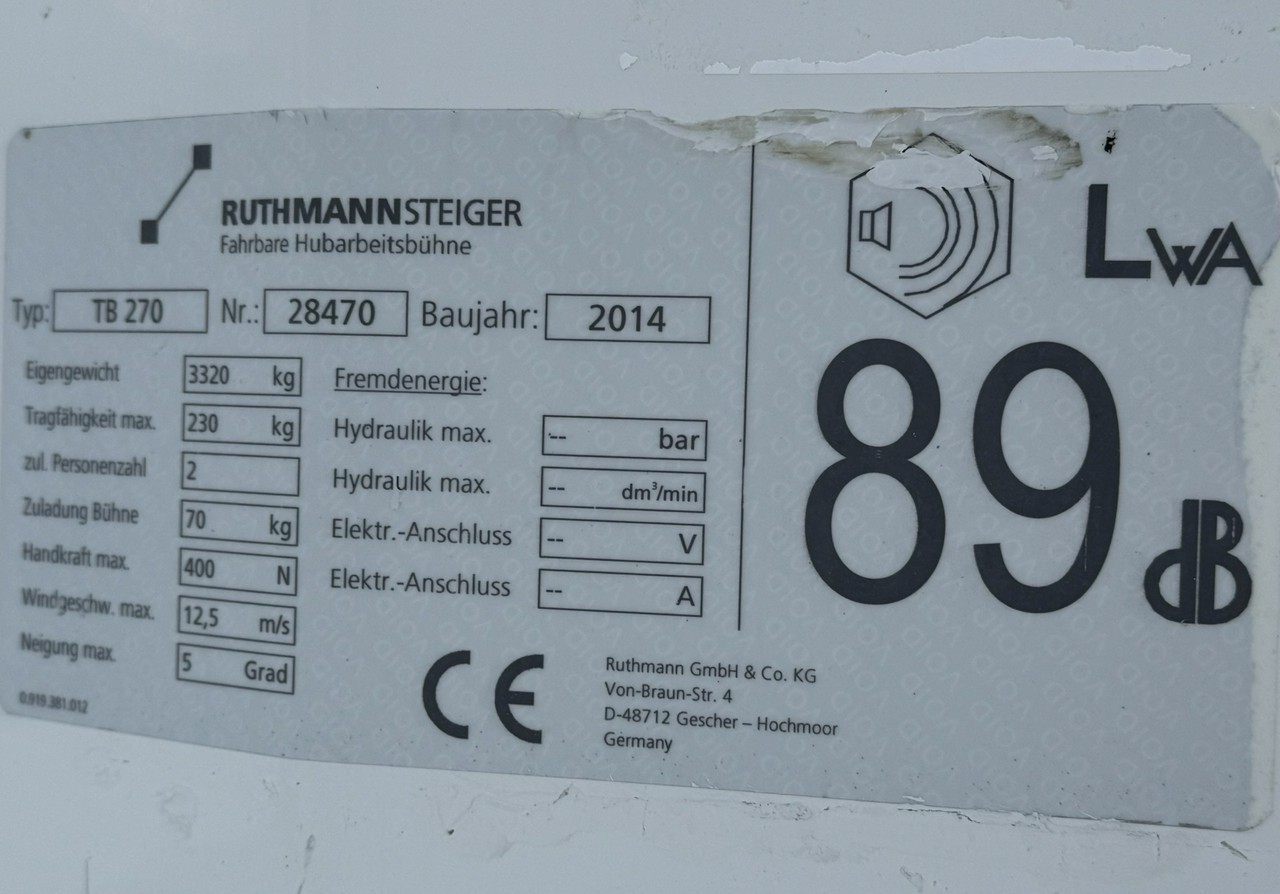 RUTHMANNSTEIGER
Fahrbare Hubarbeitsbühne
Typ: TB 270 Nr.: 28470 Baujahr: 2014
Eigengewicht 3320 kg
Tragfähigkeit max. 230 kg
zul. Personenzahl 2
Zuladung Bühne 70 kg
Handkraft max. 400 N
Windgeschw. max. 12,5 m/s
Neigung max. 5 Grad
0.919.381.012
Fremdenergie:
Hydraulik max. -- bar
Hydraulik max. -- dm³/min
Elektr.-Anschluss -- V
Elektr.-Anschluss -- A
CE
Ruthmann GmbH & Co. KG
Von-Braun-Str. 4
D-48712 Gescher – Hochmoor
Germany
LWA
89 dB